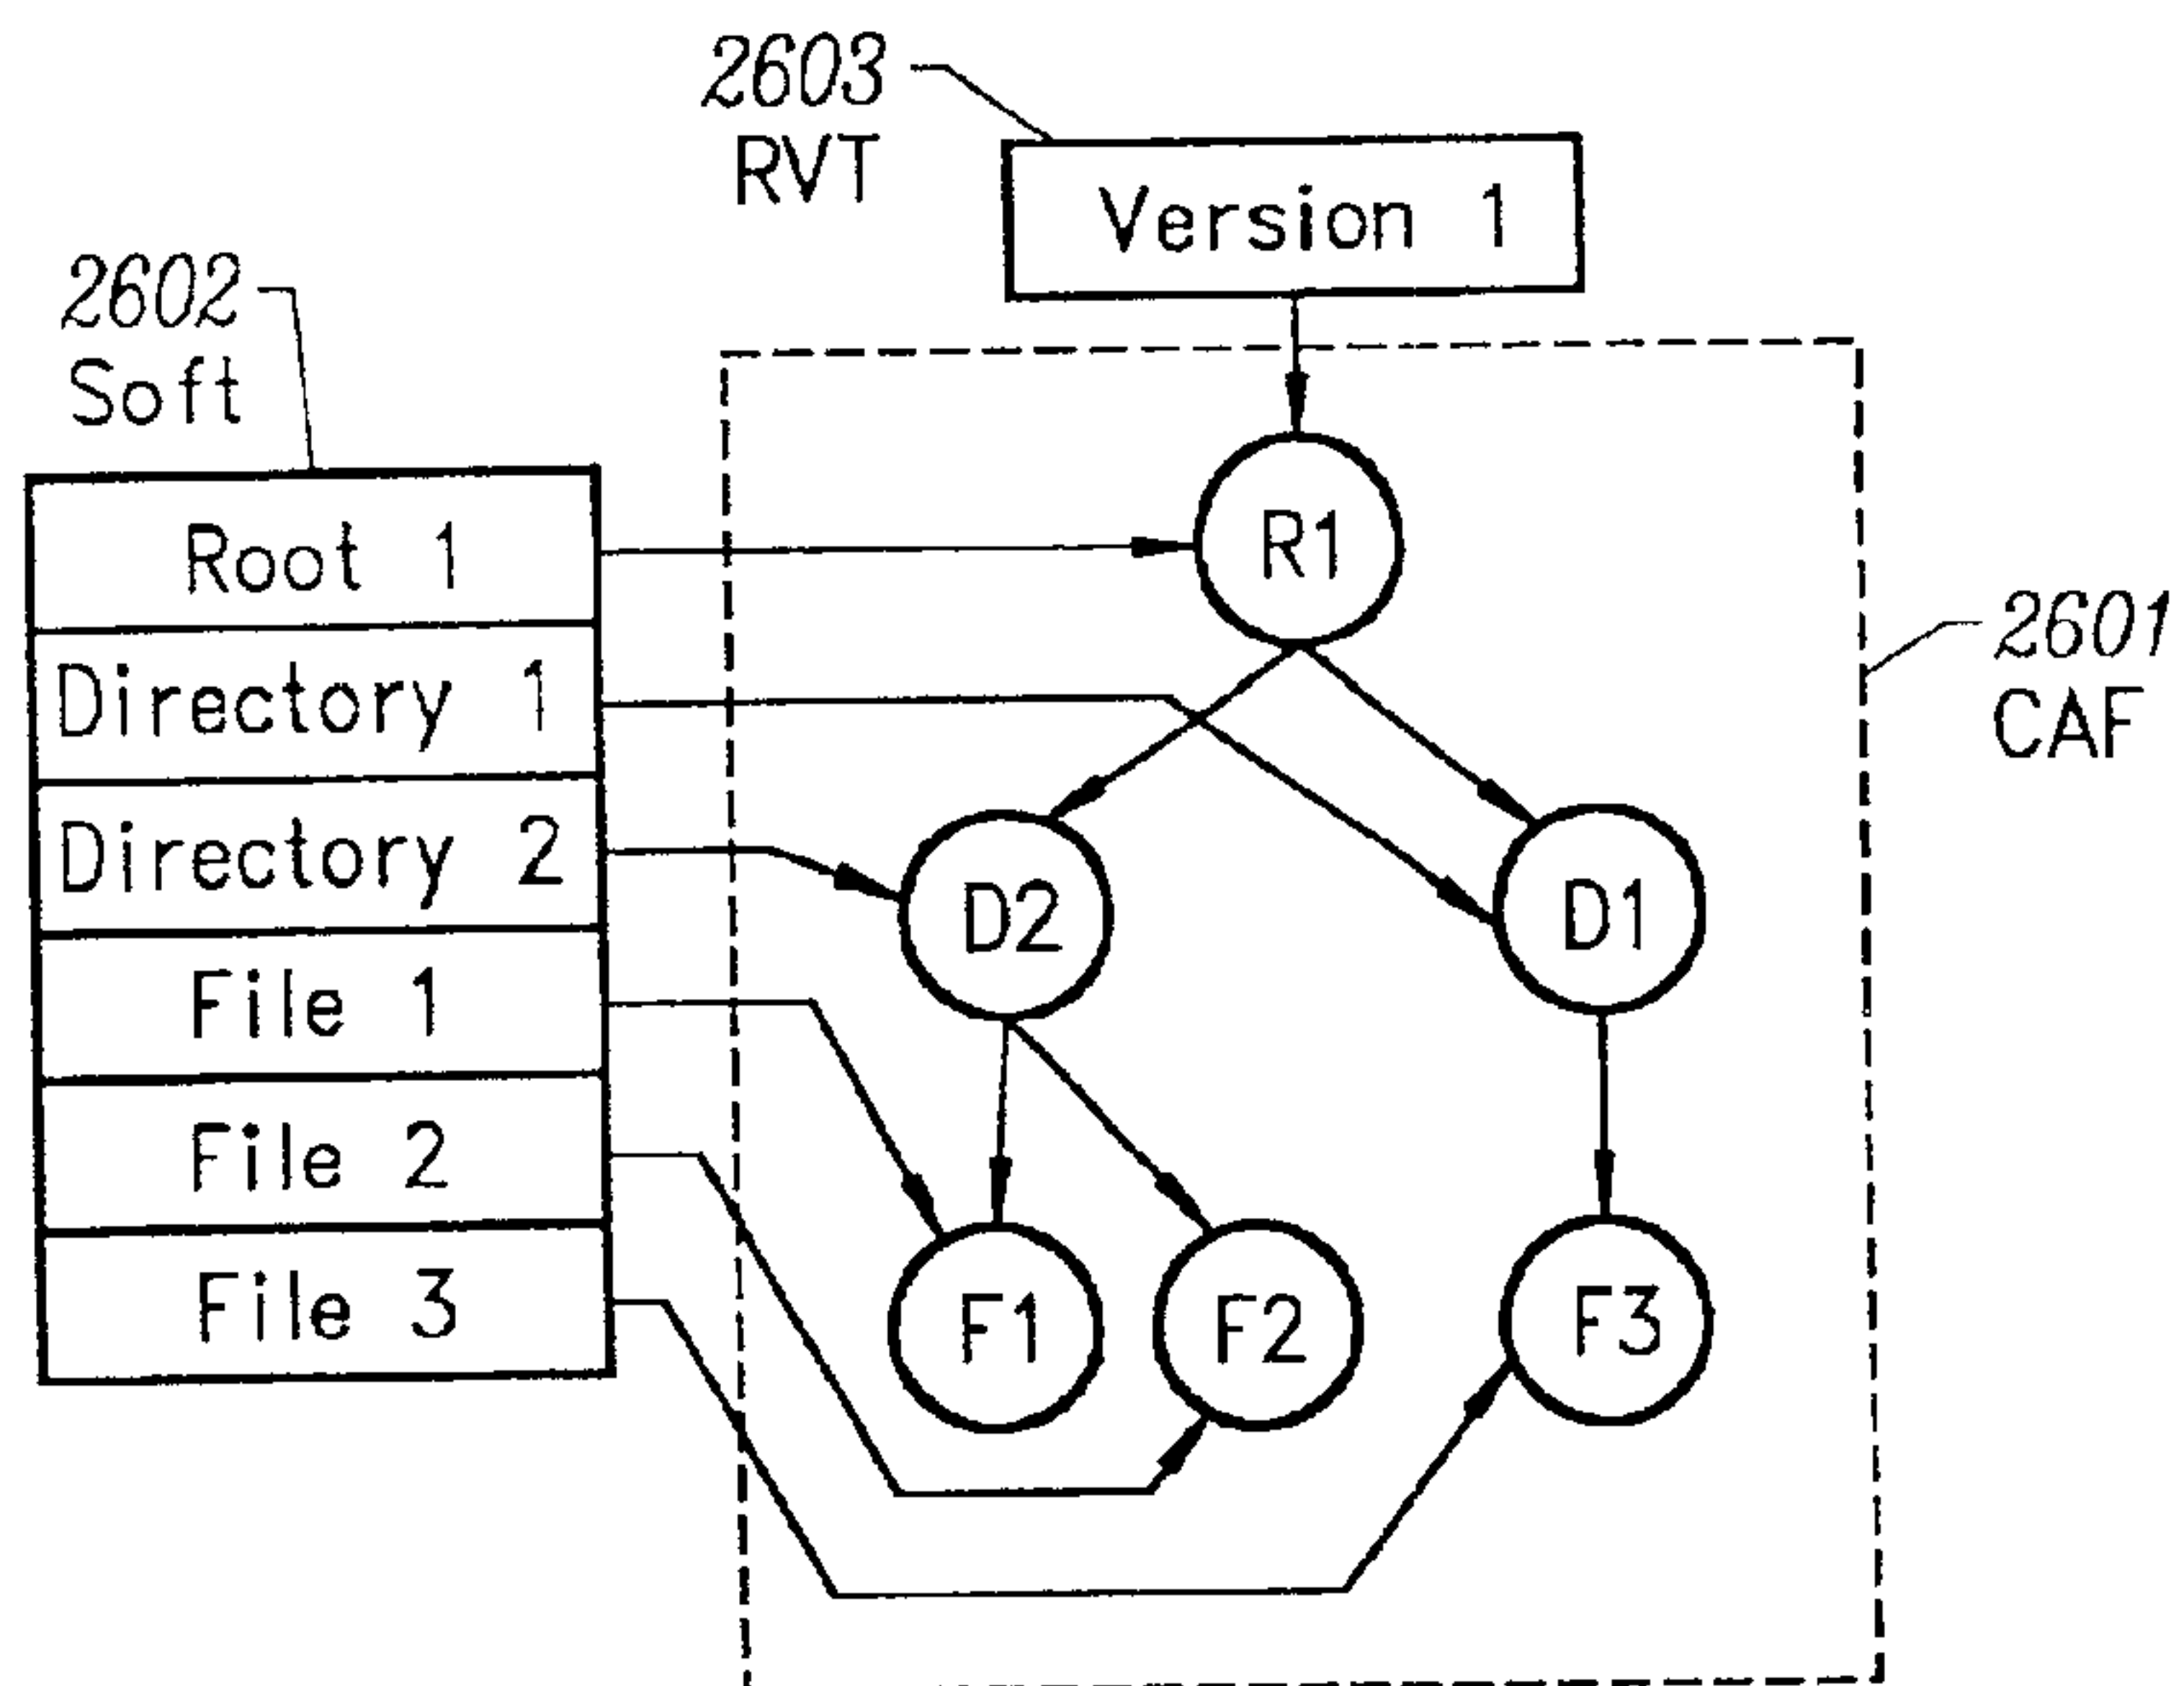 2603
RVT
Version 1
2602
Soft
Root 1
Directory 1
Directory 2
File 1
File 2
File 3
R1
D2
D1
F1
F2
F3
2601
CAF